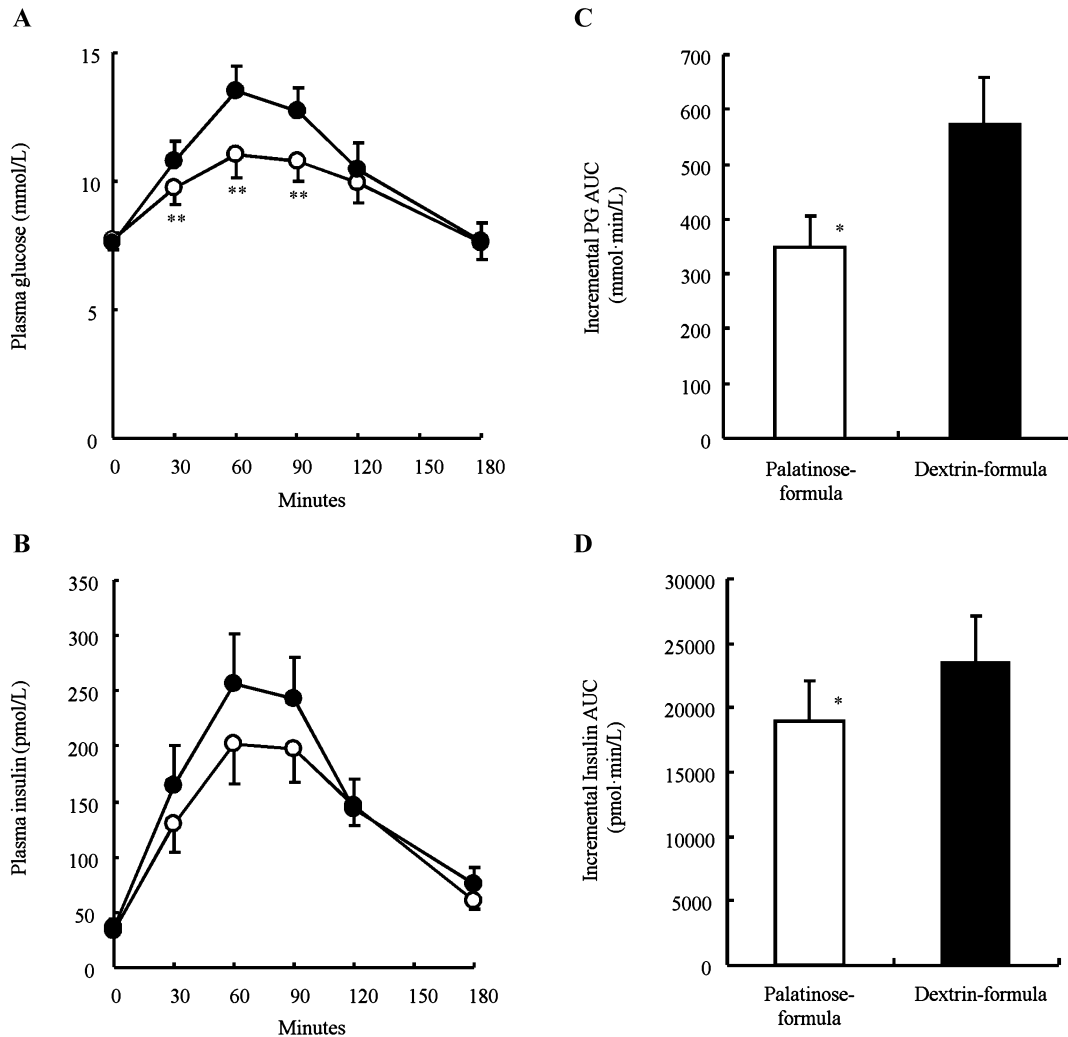 A
15
10
5
0
Plasma glucose (mmol/L)
**
**
**
0 30 60 90 120 150 180
Minutes
C
700
600
500
400
300
200
100
0
Incremental PG AUC
(mmol·min/L)
*
Palatinose-
formula
Dextrin-formula
B
350
300
250
200
150
100
50
0
Plasma insulin (pmol/L)
0 30 60 90 120 150 180
Minutes
D
30000
25000
20000
15000
10000
5000
0
Incremental Insulin AUC
(pmol·min/L)
*
Palatinose-
formula
Dextrin-formula